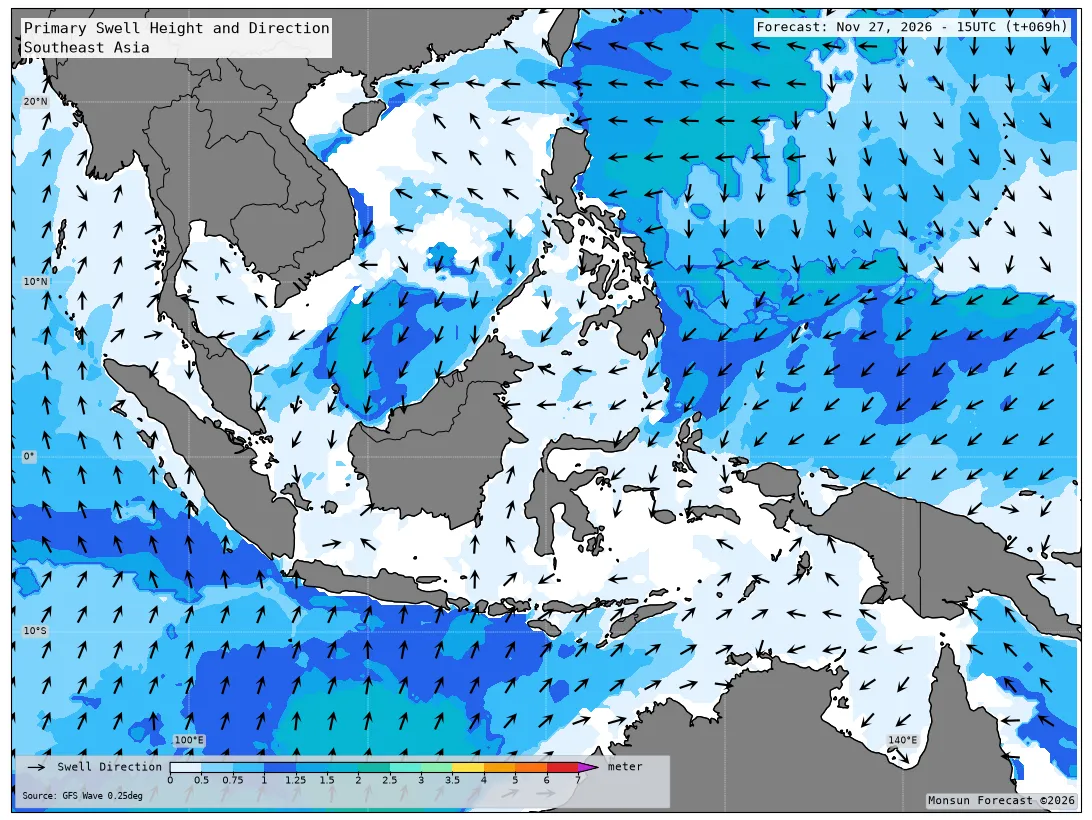 Primary Swell Height and Direction
Southeast Asia
Forecast: Nov 27, 2026 - 15UTC (t+069h)
20°N
10°N
0°
10°S
100°E
140°E
Swell Direction
0 0.5 0.75 1 1.25 1.5 2 2.5 3 3.5 4 5 6 7
meter
Source: GFS Wave 0.25deg
Monsun Forecast ©2026